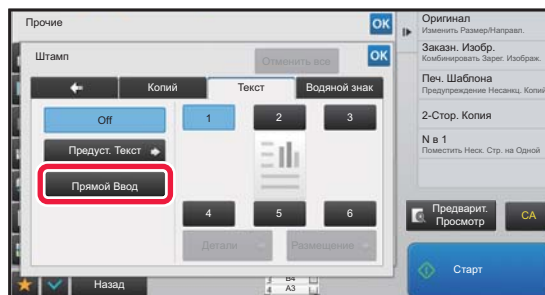 Прочие
OK
Штамп
Отменить все
OK
Копий
Текст
Водяной знак
Off
Предуст. Текст
Прямой Ввод
1
2
3
4
5
6
Детали
Размещение
Назад
B4
4 A3
Оригинал
Изменить Размер/Направл.
Заказн. Изобр.
Комбинировать Зарег. Изображ.
Печ. Шаблона
Предупреждение Несанкц. Копий
2-Стор. Копия
N в 1
Поместить Неск. Стр. на Одной
Предварит.
Просмотр
CA
Старт